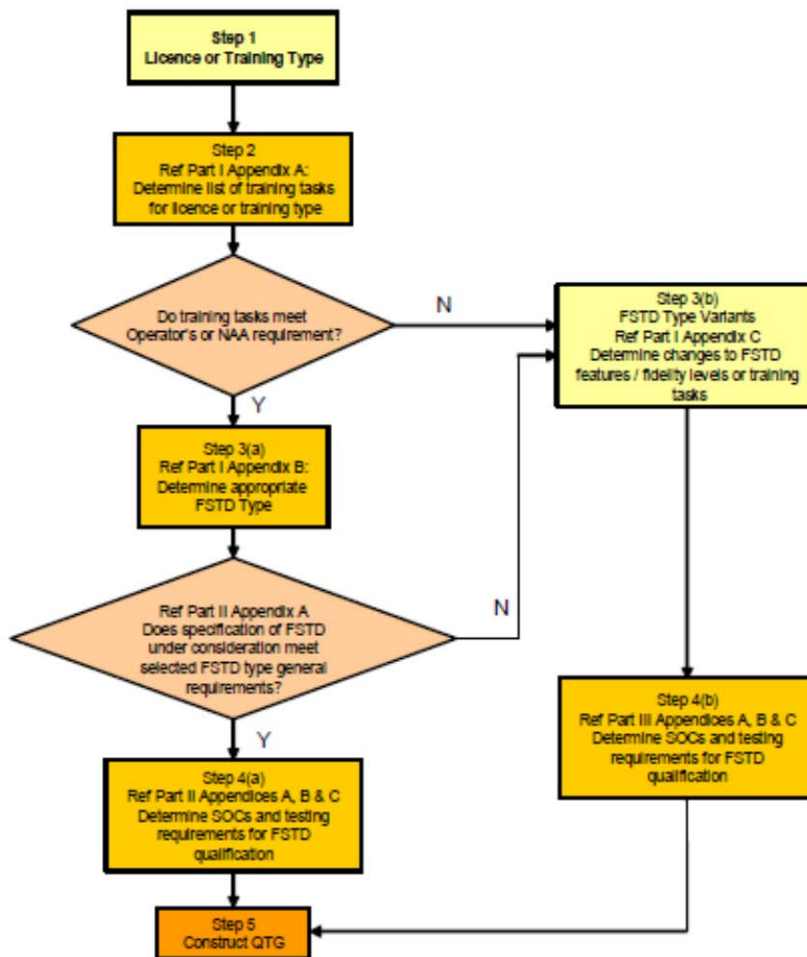 Step 1
Licence or Training Type
Step 2
Ref Part I Appendix A:
Determine list of training tasks
for licence or training type
Do training tasks meet
Operator's or NAA requirement?
N
Y
Step 3(b)
FSTD Type Variants
Ref Part I Appendix C
Determine changes to FSTD
features / fidelity levels or training
tasks
Step 3(a)
Ref Part I Appendix B:
Determine appropriate
FSTD Type
Ref Part II Appendix A
Does specification of FSTD
under consideration meet
selected FSTD type general
requirements?
N
Y
Step 4(b)
Ref Part III Appendices A, B & C
Determine SOCs and testing
requirements for FSTD
qualification
Step 4(a)
Ref Part II Appendices A, B & C
Determine SOCs and testing
requirements for FSTD
qualification
Step 5
Construct QTG